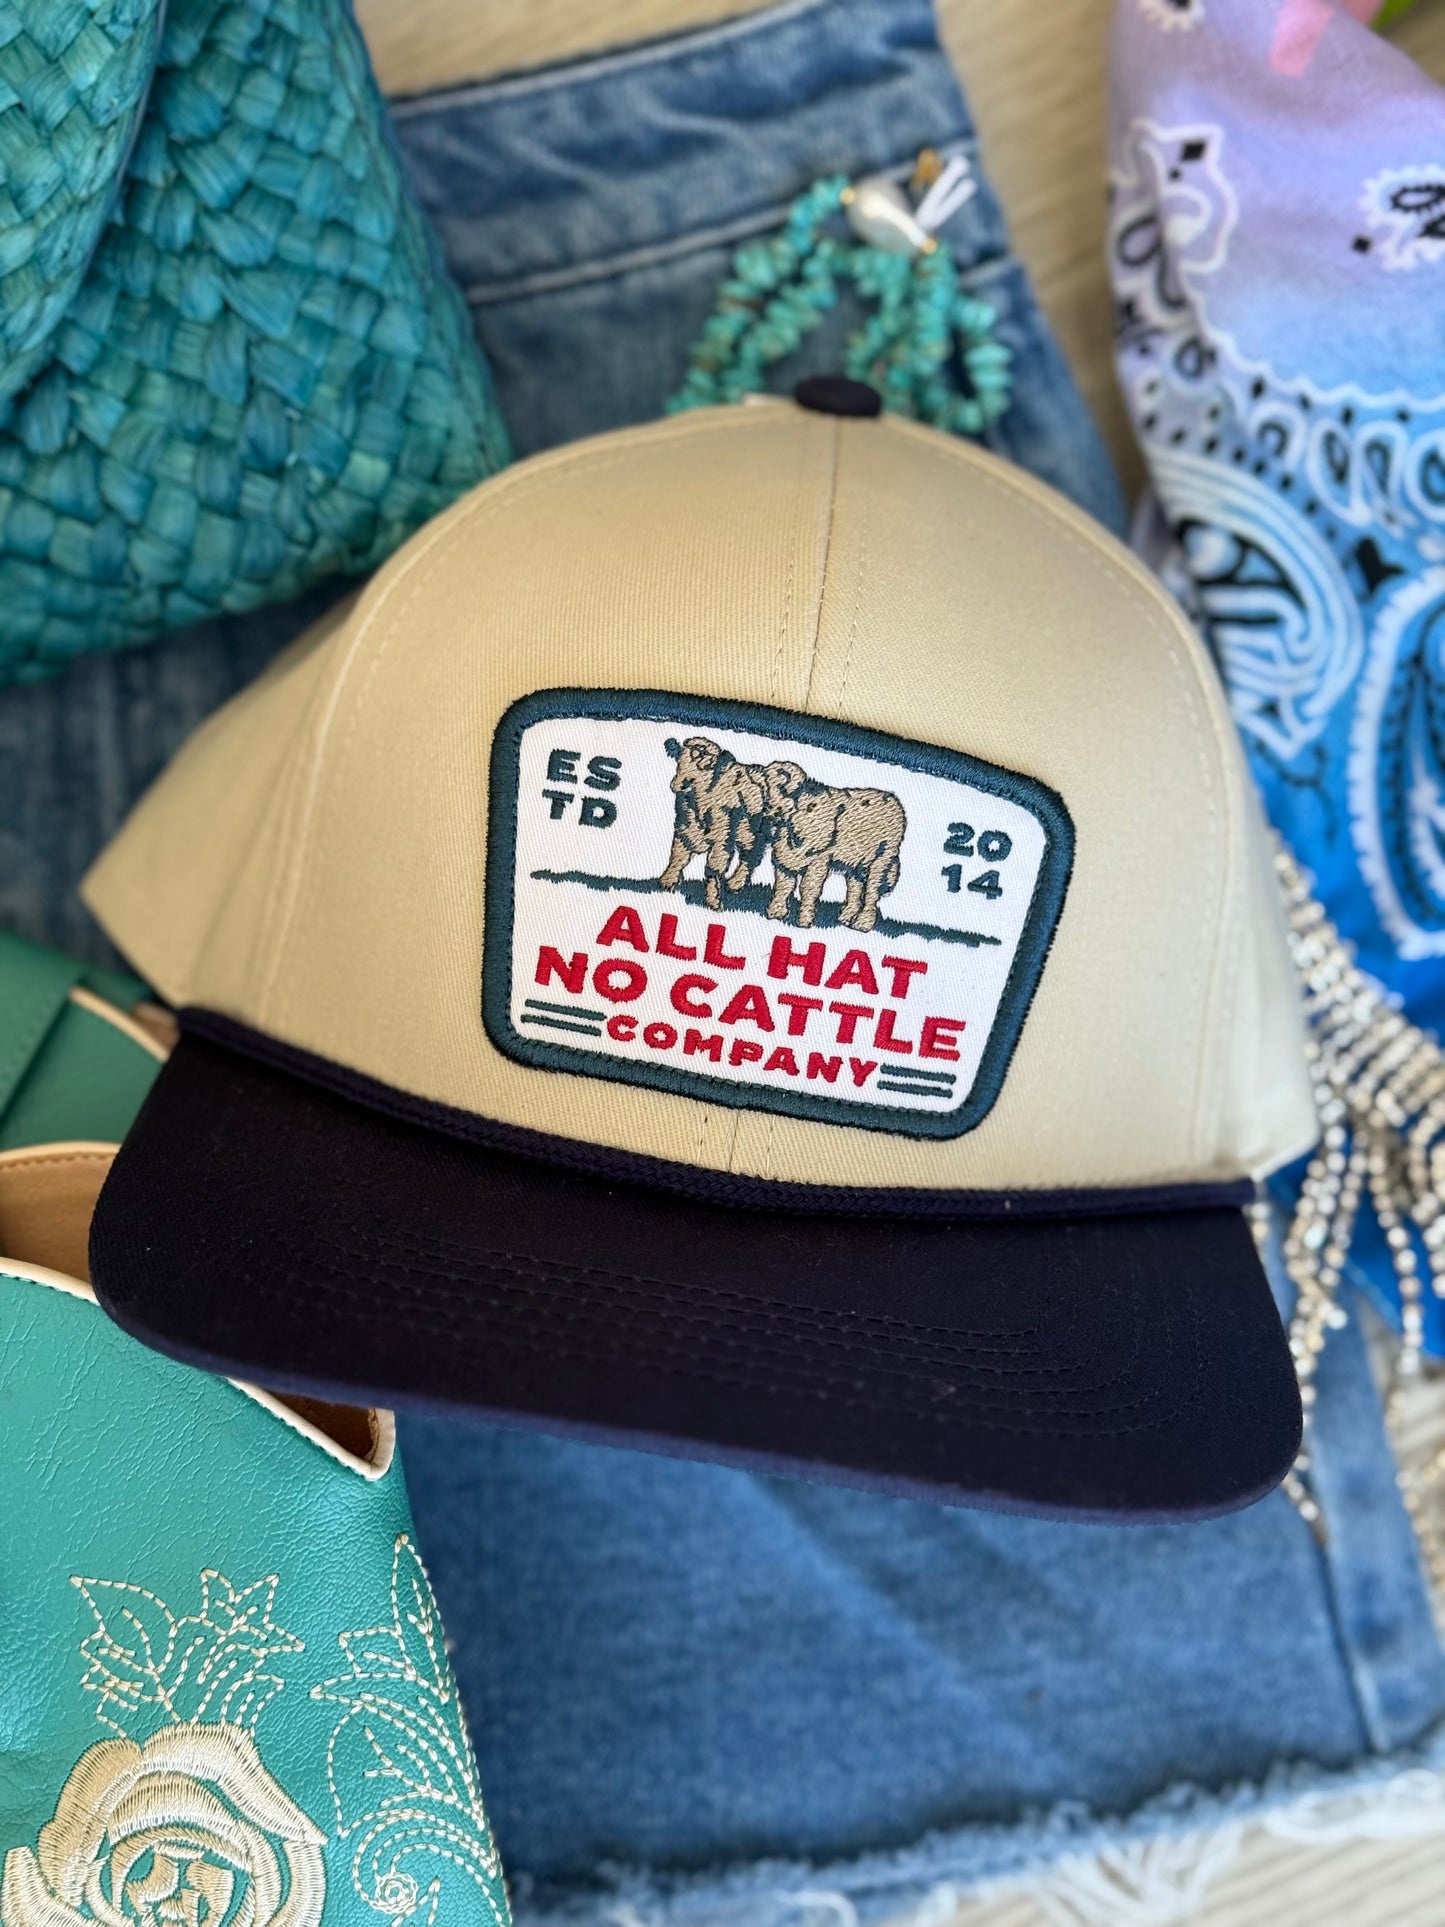 ES
TD
20
14
ALL HAT
NO CATTLE
COMPANY